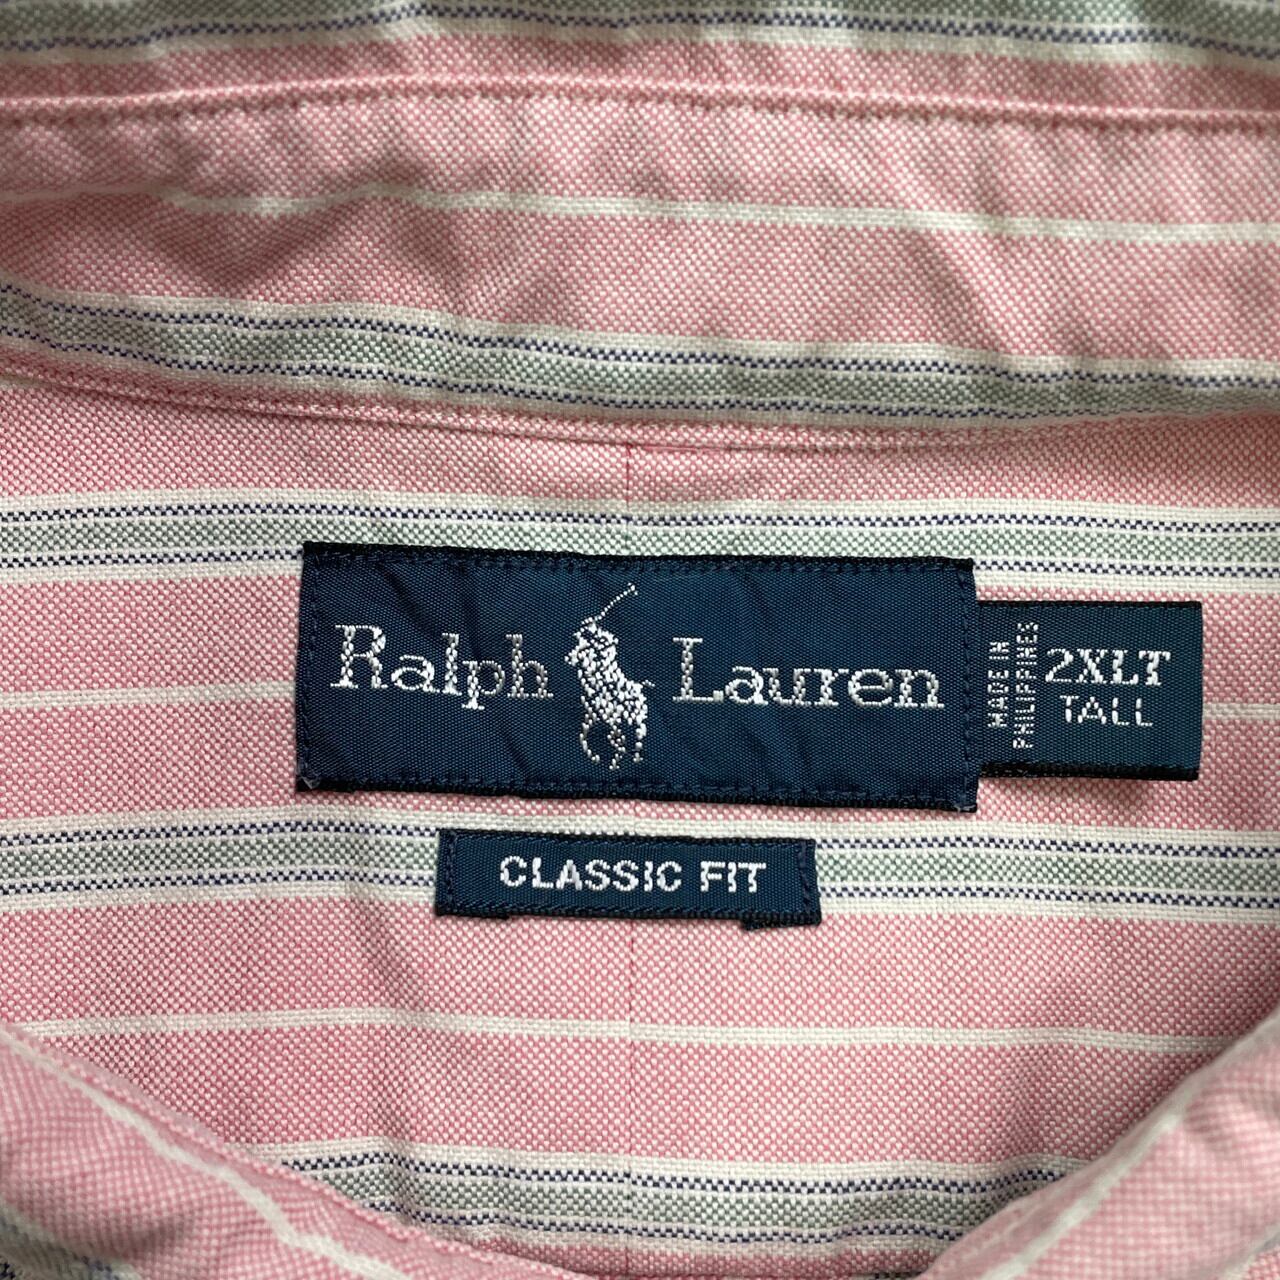 Ralph Lauren
MADE IN
PHILIPPINES
2XLT
TALL
CLASSIC FIT